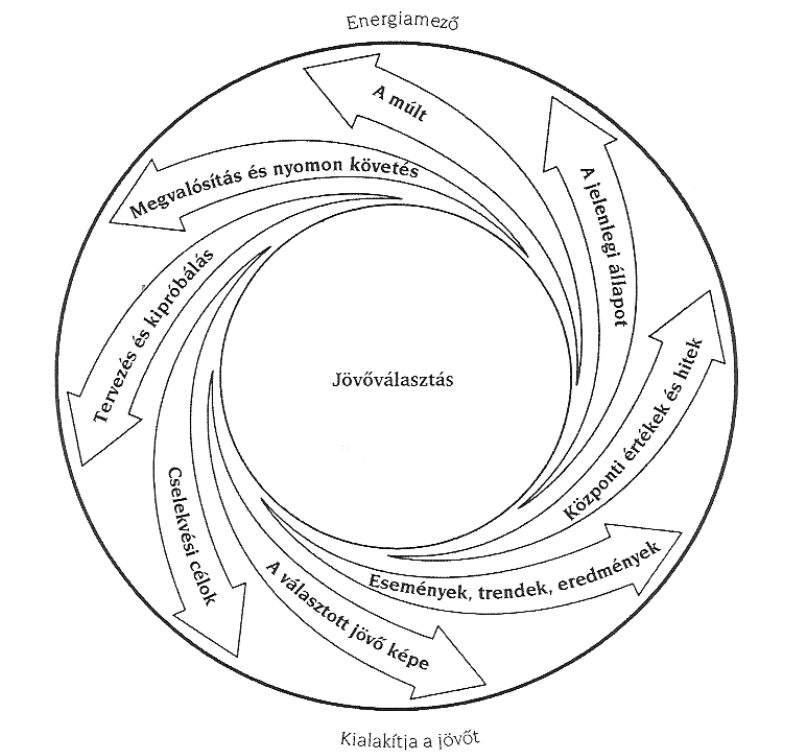 Energiamező
A múlt
A jelenlegi állapot
Központi értékek és hitek
Események, trendek, eredmények
A választott jövő képe
Cselekvési célok
Tervezés és kipróbálás
Megvalósítás és nyomon követés
Jövőválasztás
Kialakítja a jövőt